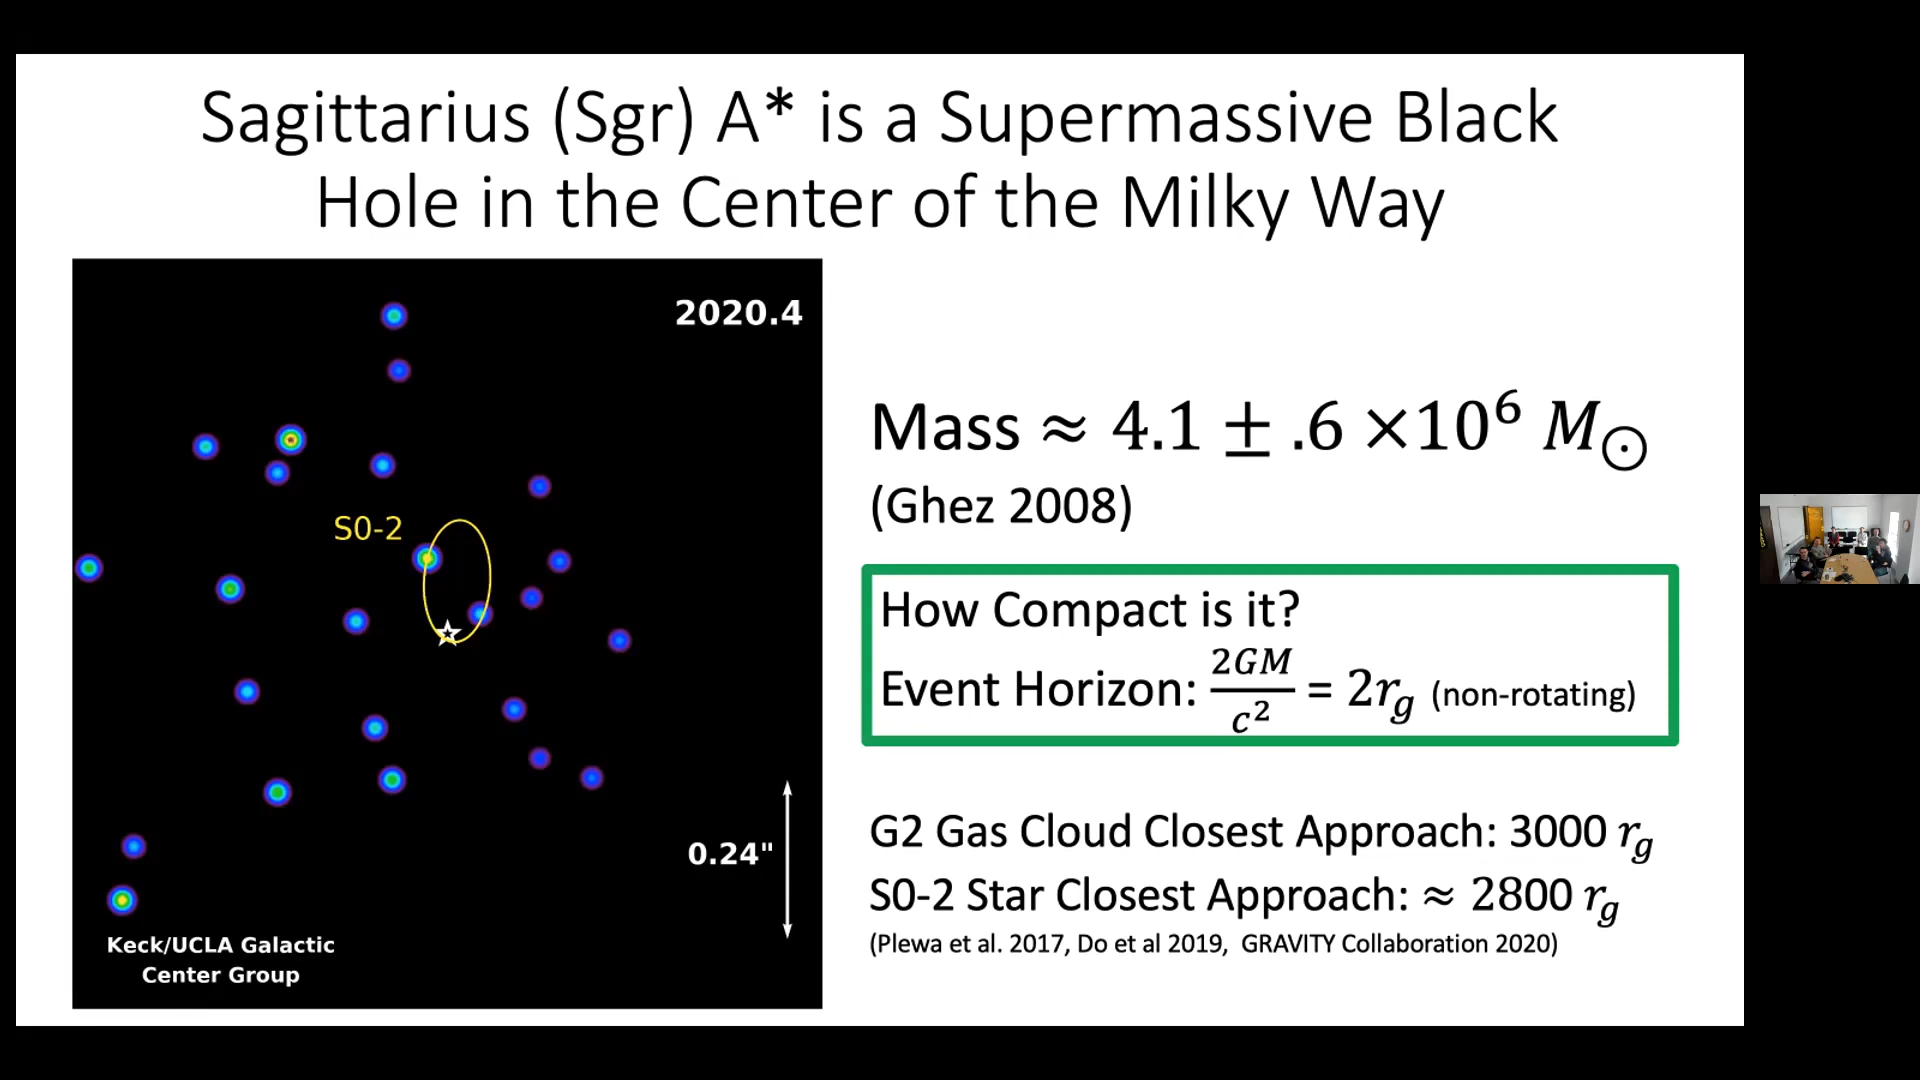 Sagittarius (Sgr) A* is a Supermassive Black
Hole in the Center of the Milky Way
2020.4
S0-2
0.24"
Keck/UCLA Galactic
Center Group
Mass ≈ 4.1 ± .6 ×10⁶ M⊙
(Ghez 2008)
How Compact is it?
Event Horizon: 2GM/c² = 2r_g (non-rotating)
G2 Gas Cloud Closest Approach: 3000 r_g
S0-2 Star Closest Approach: ≈ 2800 r_g
(Plewa et al. 2017, Do et al 2019, GRAVITY Collaboration 2020)